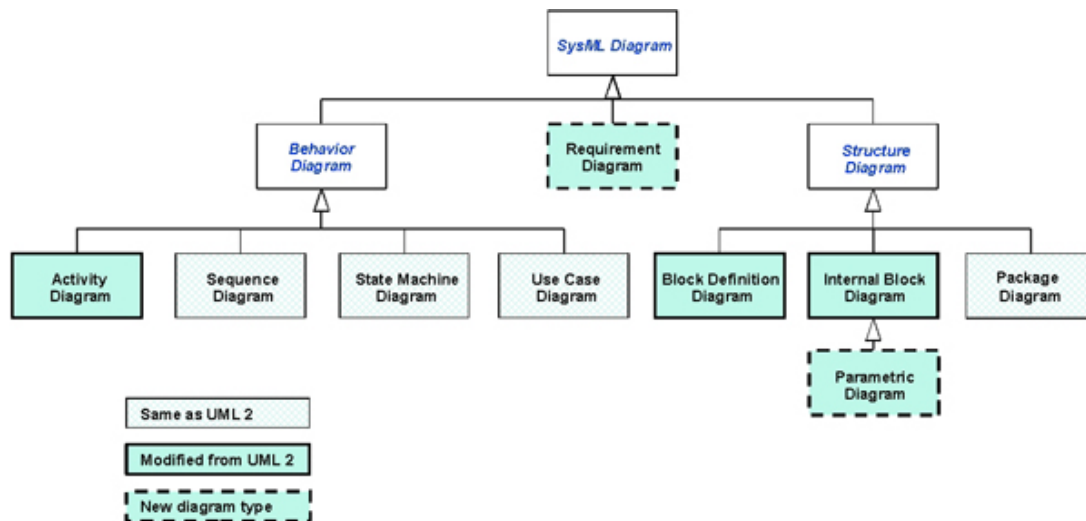 SysML Diagram
Behavior
Diagram
Requirement
Diagram
Structure
Diagram
Activity
Diagram
Sequence
Diagram
State Machine
Diagram
Use Case
Diagram
Block Definition
Diagram
Internal Block
Diagram
Package
Diagram
Parametric
Diagram
Same as UML 2
Modified from UML 2
New diagram type